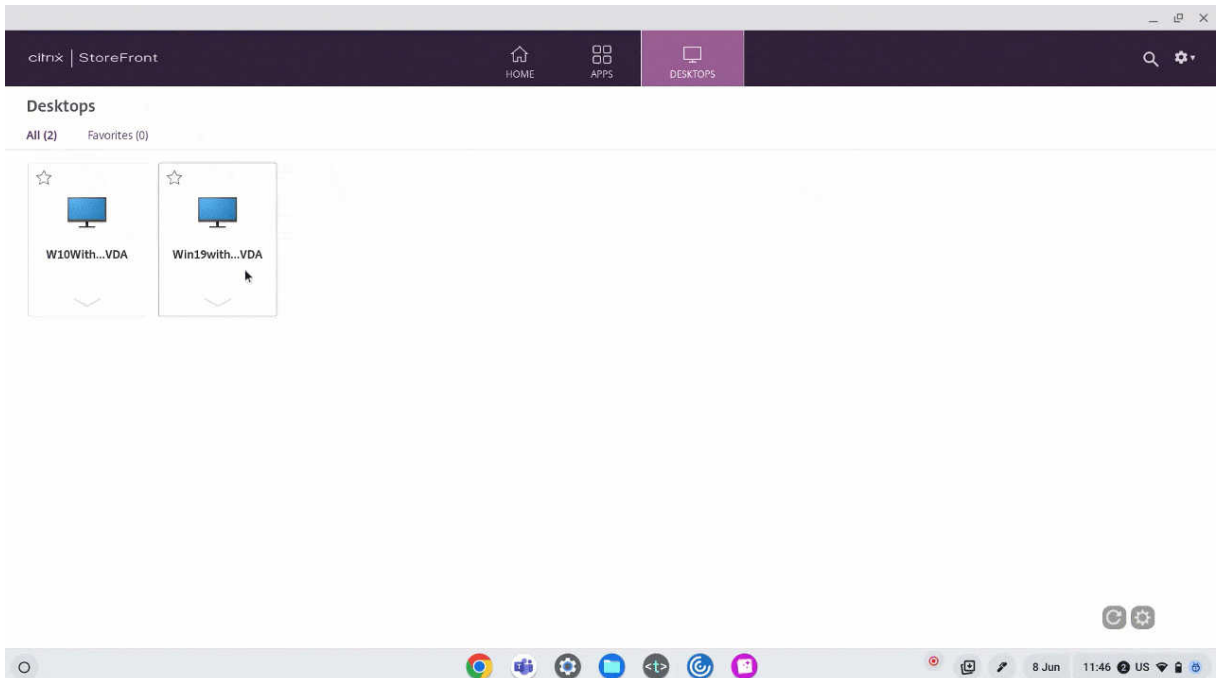 citrix | StoreFront
HOME
APPS
DESKTOPS
Desktops
All (2)
Favorites (0)
W10With...VDA
Win19with...VDA
8 Jun
11:46 2 US